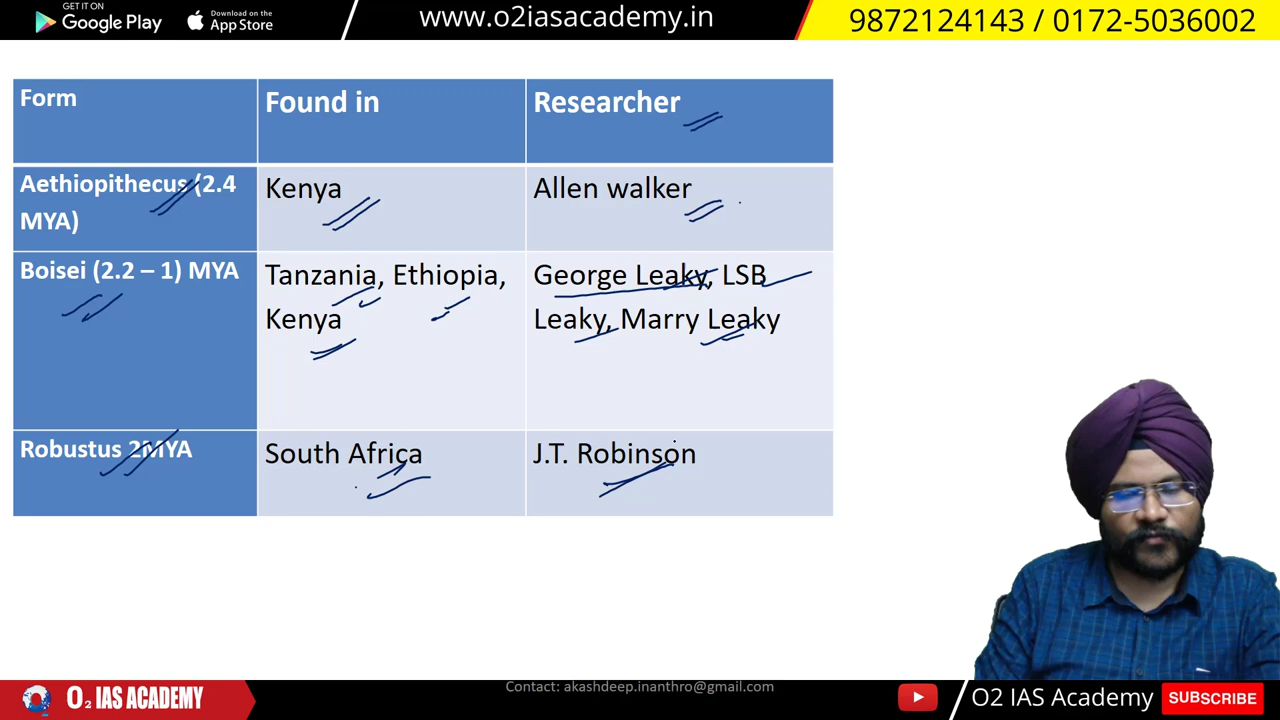 GET IT ON
Google Play
Download on the
App Store
www.o2iasacademy.in
9872124143 / 0172-5036002
Form
Found in
Researcher
Aethiopithecus (2.4
MYA)
Kenya
Allen walker
Boisei (2.2 – 1) MYA
Tanzania, Ethiopia,
Kenya
George Leaky, LSB
Leaky, Marry Leaky
Robustus 2MYA
South Africa
J.T. Robinson
O2 IAS ACADEMY
Contact: akashdeep.inanthro@gmail.com
O2 IAS Academy
SUBSCRIBE